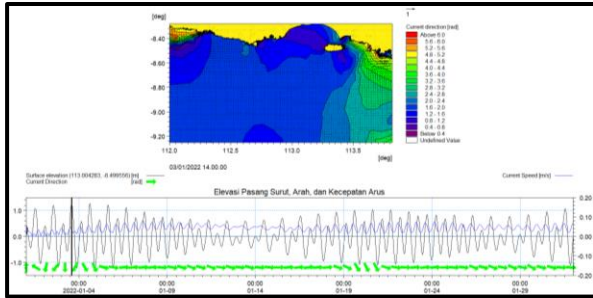 [deg]
1
-8.40
-8.60
-8.80
-9.00
-9.20
112.0 112.5 113.0 113.5
[deg]
03/01/2022 14.00.00
Current direction [rad]
Above 6.0
5.6 - 6.0
5.2 - 5.6
4.8 - 5.2
4.4 - 4.8
4.0 - 4.4
3.6 - 4.0
3.2 - 3.6
2.8 - 3.2
2.4 - 2.8
2.0 - 2.4
1.6 - 2.0
1.2 - 1.6
0.8 - 1.2
0.4 - 0.8
Below 0.4
Undefined Value
Surface elevation [m]
Current Direction [rad]
Current Speed [m/s]
Elevasi Pasang Surut, Arah, dan Kecepatan Arus
1.0
0.0
-1.0
0.20
0.10
0.00
-0.10
-0.20
00:00 00:00 00:00 00:00 00:00 00:00
2022-01-04 01-09 01-14 01-19 01-24 01-29